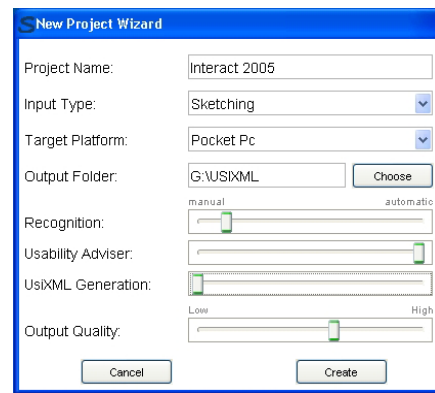 New Project Wizard
Project Name: Interact 2005
Input Type: Sketching
Target Platform: Pocket Pc
Output Folder: G:\USIXML Choose
manual automatic
Recognition:
Usability Adviser:
UsiXML Generation:
Low High
Output Quality:
Cancel Create